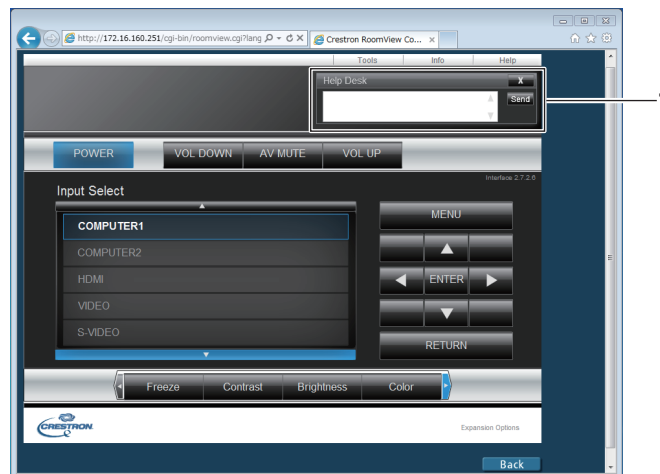 http://172.16.160.251/cgi-bin/roomview.cgi?lang
Crestron RoomView Co...
Tools Info Help
Help Desk X
Send
POWER VOL DOWN AV MUTE VOL UP
Interface 2.7.2.6
Input Select
MENU
COMPUTER1
COMPUTER2
HDMI
ENTER
VIDEO
S-VIDEO
RETURN
Freeze Contrast Brightness Color
CRESTRON
Expansion Options
Back